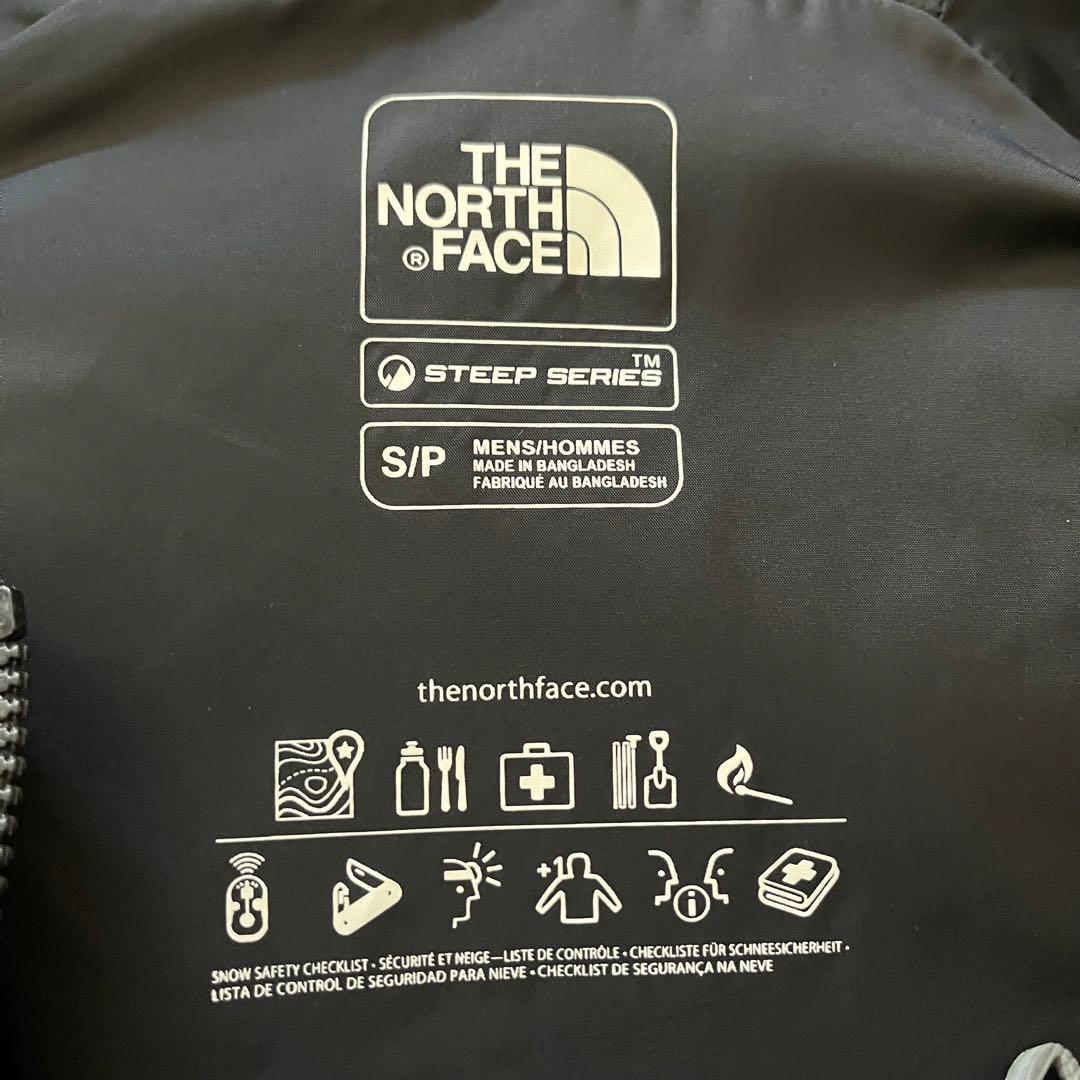 THE
NORTH
®FACE
STEEP SERIES™
S/P
MENS/HOMMES
MADE IN BANGLADESH
FABRIQUÉ AU BANGLADESH
thenorthface.com
+1
i
SNOW SAFETY CHECKLIST • SÉCURITÉ ET NEIGE—LISTE DE CONTRÔLE • CHECKLISTE FÜR SCHNEESICHERHEIT •
LISTA DE CONTROL DE SEGURIDAD PARA NIEVE • CHECKLIST DE SEGURANÇA NA NEVE